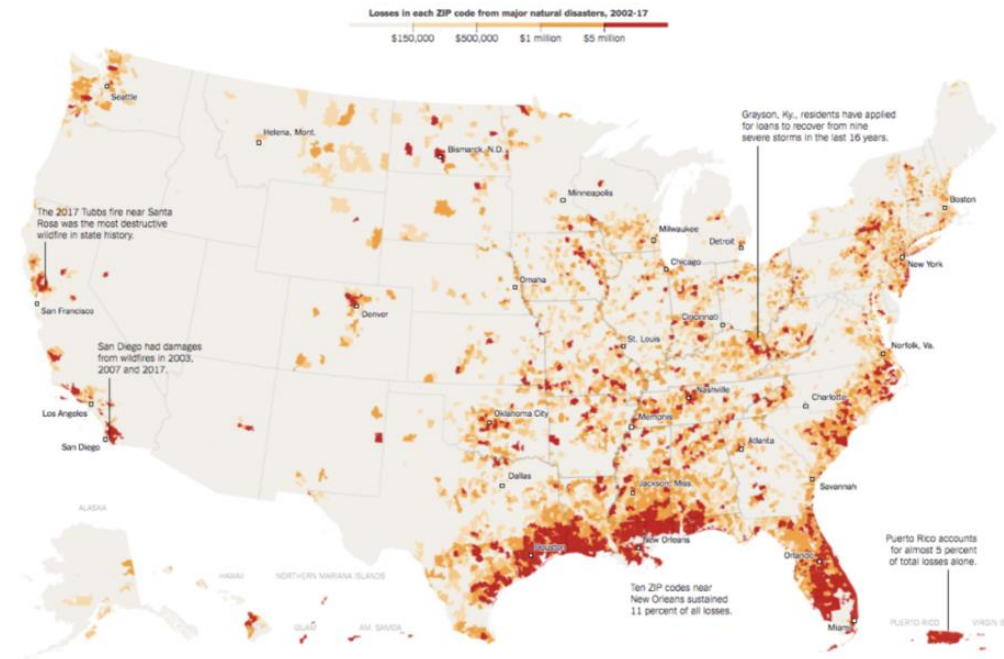 Losses in each ZIP code from major natural disasters, 2002-17
$150,000 $500,000 $1 million $5 million
Seattle
Helena, Mont.
Bismarck, N.D.
Grayson, Ky., residents have applied
for loans to recover from nine
severe storms in the last 16 years.
Minneapolis
Boston
The 2017 Tubbs fire near Santa
Rosa was the most destructive
wildfire in state history.
Milwaukee
Detroit
Chicago
New York
Omaha
San Francisco
Denver
Cincinnati
St. Louis
Norfolk, Va.
San Diego had damages
from wildfires in 2003,
2007 and 2017.
Nashville
Charlotte
Los Angeles
Oklahoma City
Memphis
San Diego
Atlanta
Dallas
Jackson, Miss
Savannah
ALASKA
Houston
New Orleans
Orlando
Puerto Rico accounts
for almost 5 percent
of total losses alone.
HAWAII
NORTHERN MARIANA ISLANDS
Ten ZIP codes near
New Orleans sustained
11 percent of all losses.
GUAM
AM. SAMOA
Miami
PUERTO RICO
VIRGIN